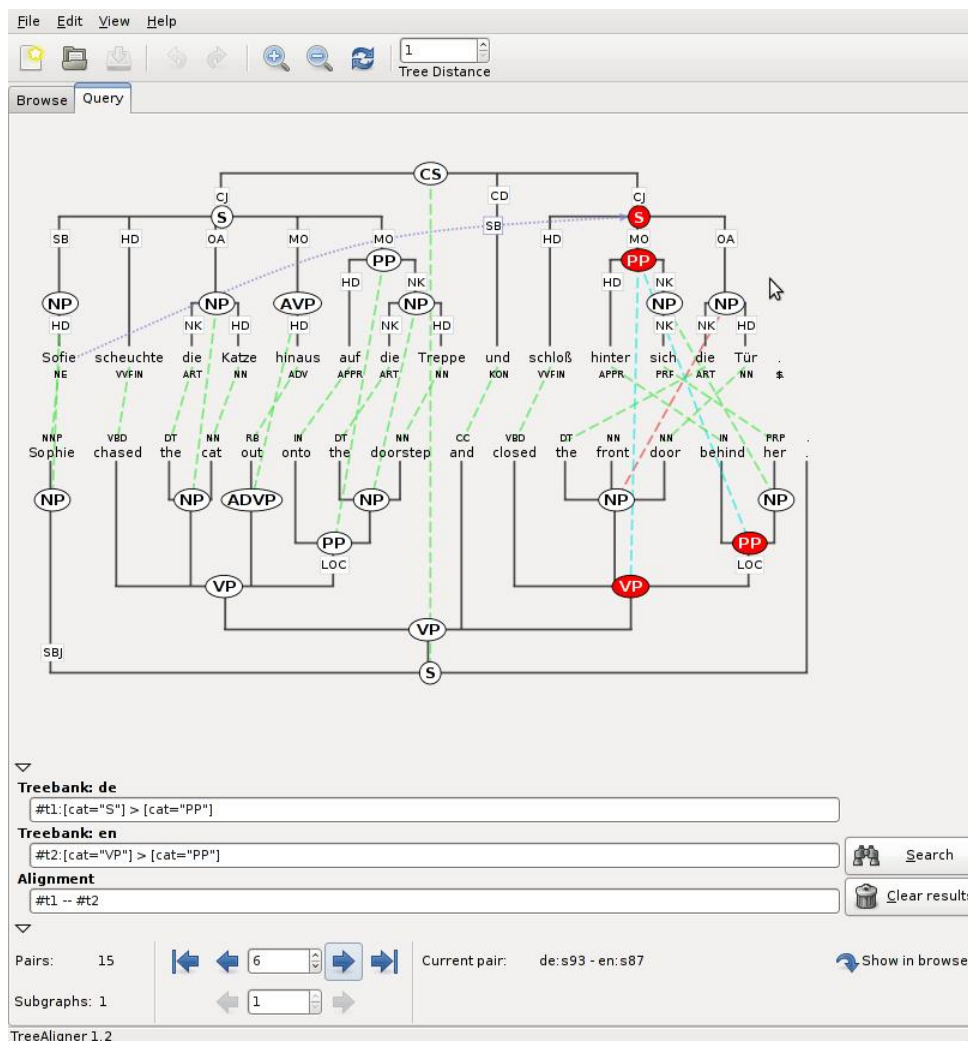 File Edit View Help
1
Tree Distance
Browse Query
CS
CJ CD CJ
S SB S
SB HD OA MO MO HD MO OA
PP PP
HD NK HD NK
NP NP AVP NP NP NP
HD NK HD HD NK HD NK NK HD
Sofie scheuchte die Katze hinaus auf die Treppe und schloß hinter sich die Tür .
NE VVFIN ART NN ADV APPR ART NN KON VVFIN APPR PRF ART NN $.
NNP VBD DT NN RB IN DT NN CC VBD DT NN NN IN PRP .
Sophie chased the cat out onto the doorstep and closed the front door behind her .
NP NP ADVP NP NP NP
PP PP
LOC LOC
VP VP
VP
SBJ
S
Treebank: de
#t1:[cat="S"] > [cat="PP"]
Treebank: en
#t2:[cat="VP"] > [cat="PP"]
Search
Alignment
#t1 -- #t2
Clear results
Pairs: 15 6 Current pair: de:s93 - en:s87 Show in browse
Subgraphs: 1 1
TreeAligner 1.2